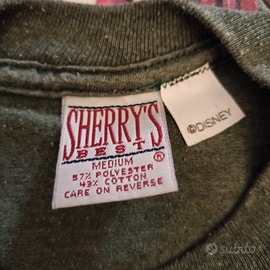 SHERRY'S
BEST
®
MEDIUM
57% POLYESTER
43% COTTON
CARE ON REVERSE
©DISNEY
subito